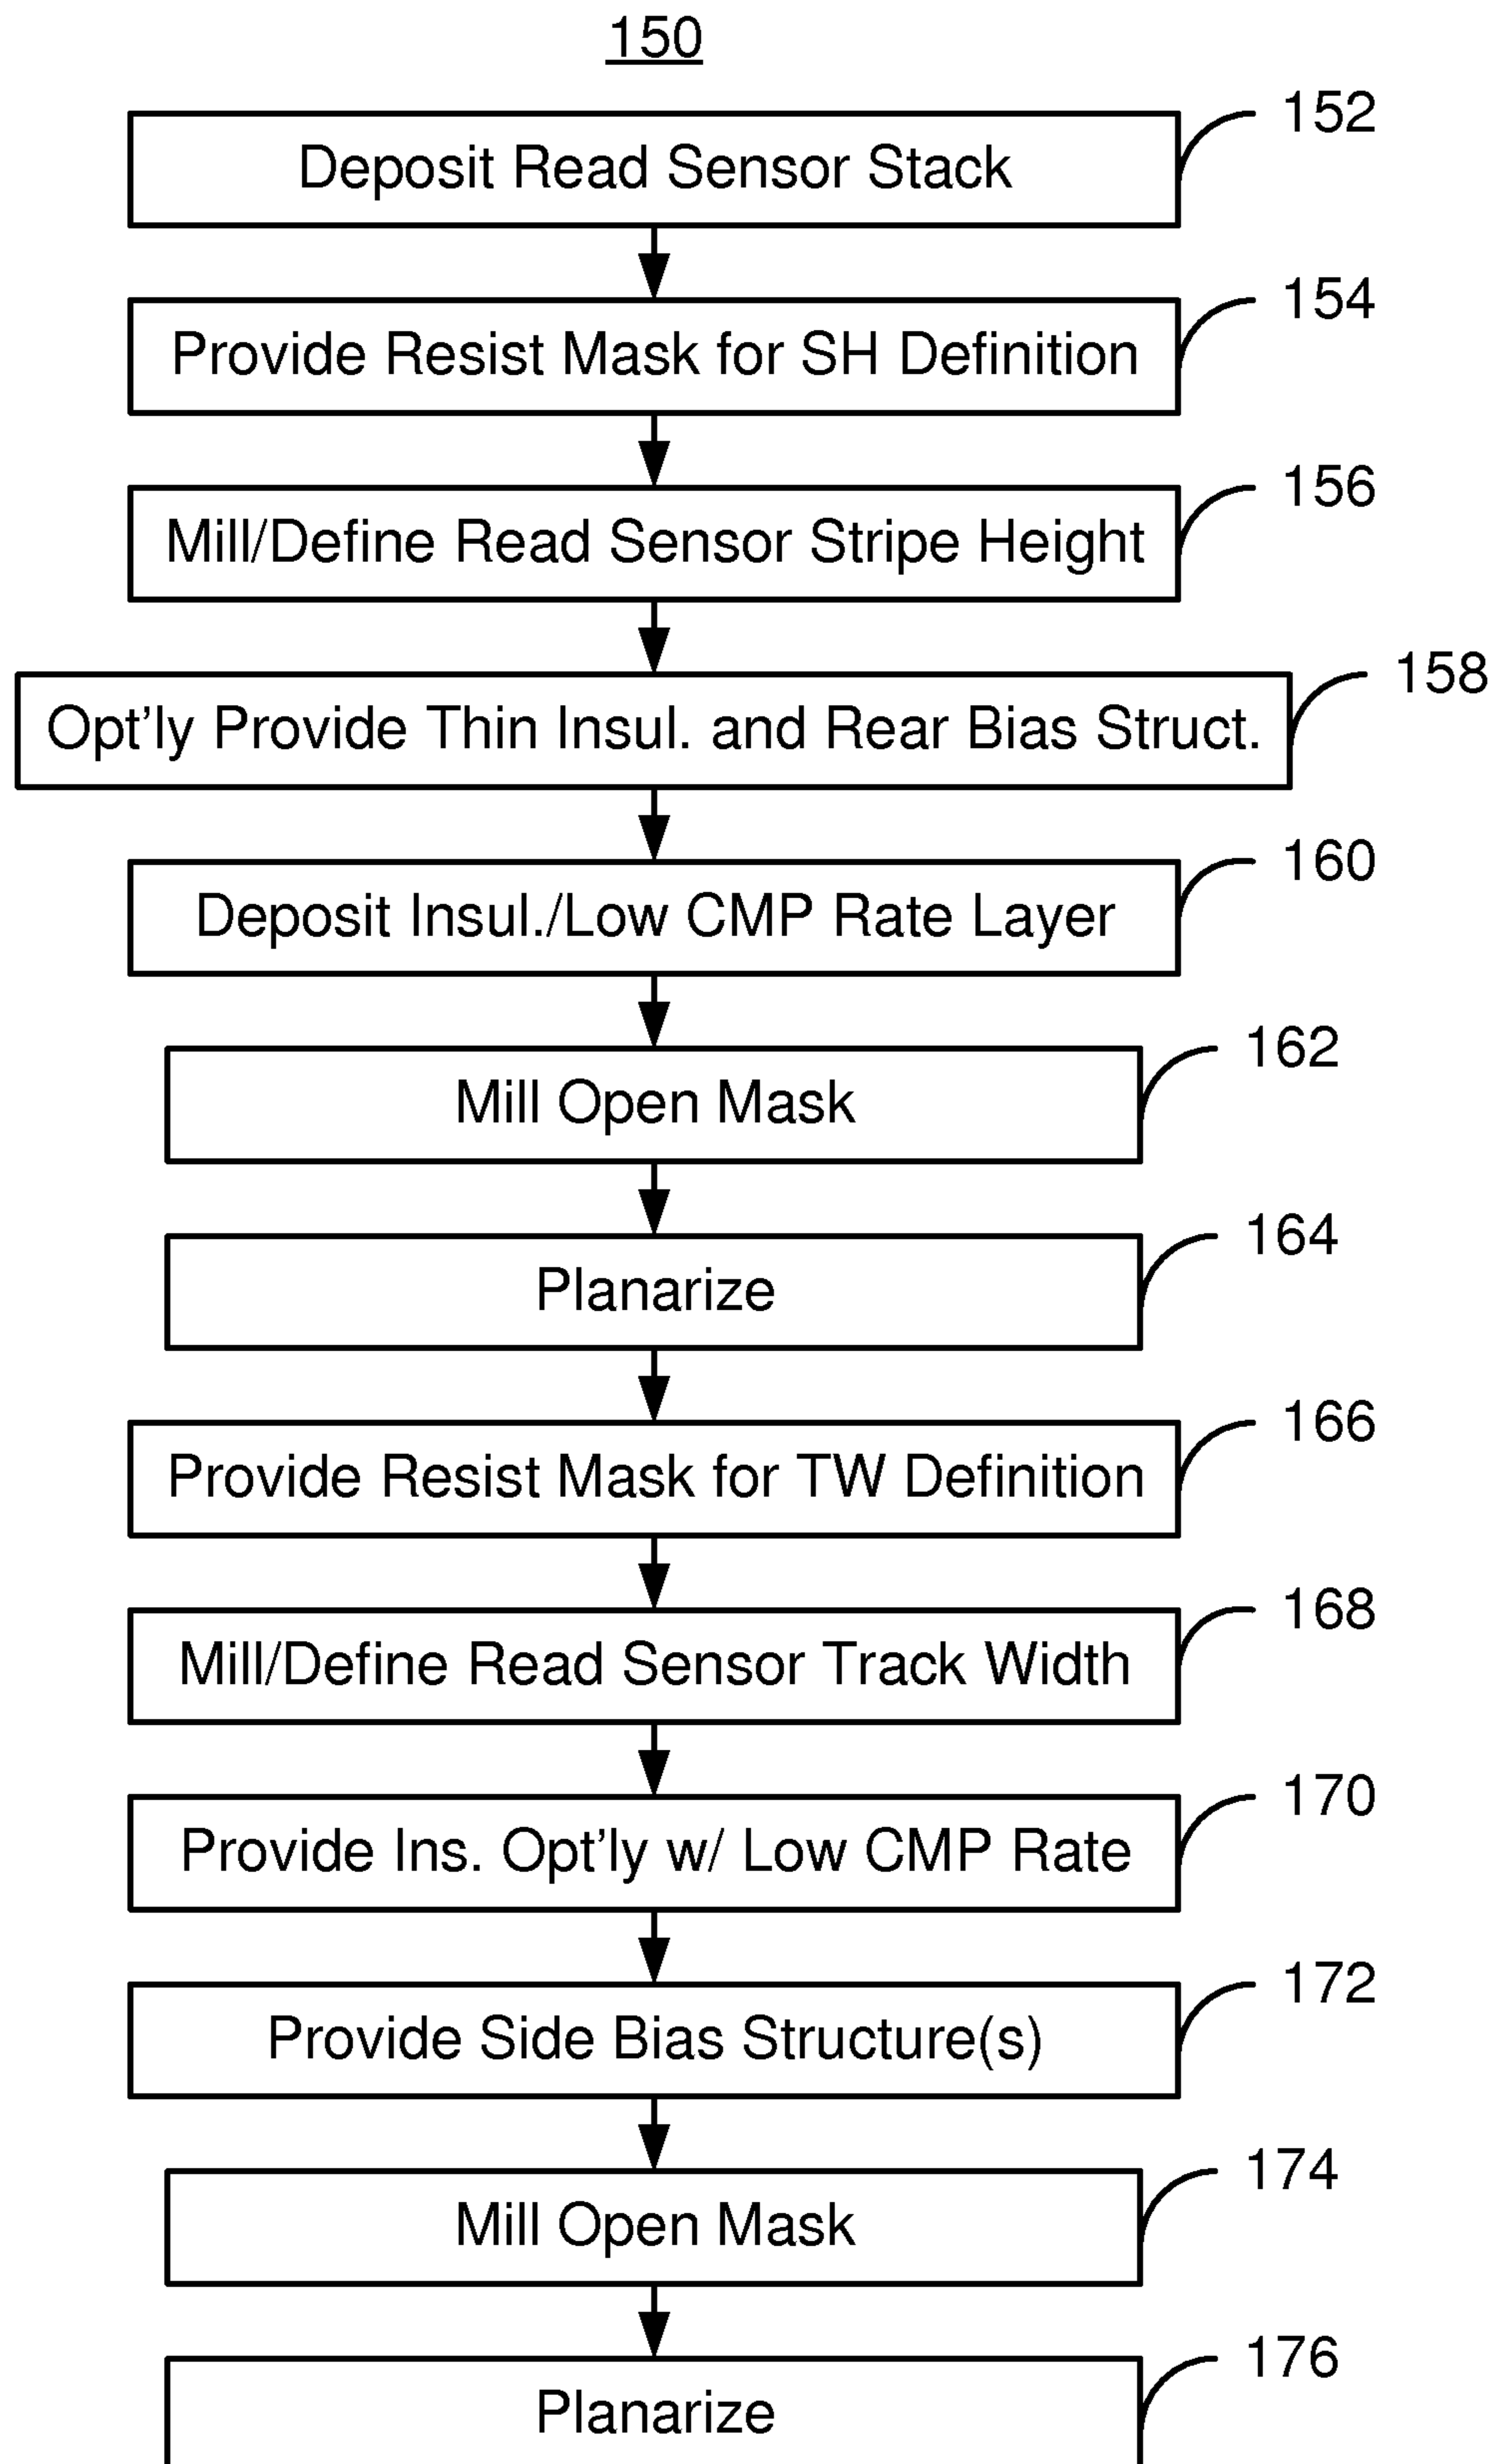 150
Deposit Read Sensor Stack
152
Provide Resist Mask for SH Definition
154
Mill/Define Read Sensor Stripe Height
156
Opt'ly Provide Thin Insul. and Rear Bias Struct.
158
Deposit Insul./Low CMP Rate Layer
160
Mill Open Mask
162
Planarize
164
Provide Resist Mask for TW Definition
166
Mill/Define Read Sensor Track Width
168
Provide Ins. Opt'ly w/ Low CMP Rate
170
Provide Side Bias Structure(s)
172
Mill Open Mask
174
Planarize
176